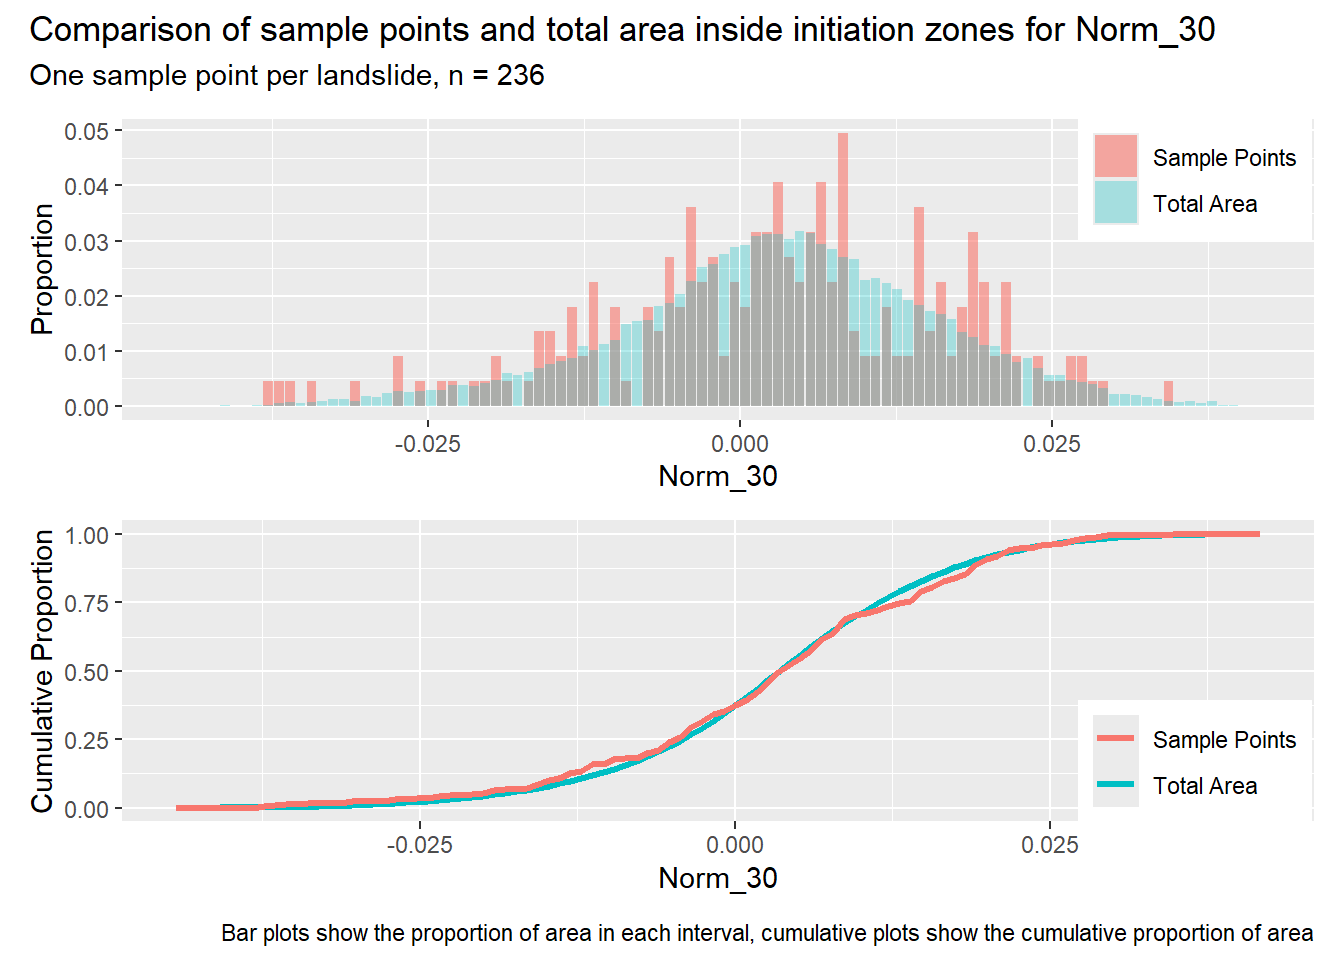 Comparison of sample points and total area inside initiation zones for Norm_30
One sample point per landslide, n = 236
Proportion
0.05
0.04
0.03
0.02
0.01
0.00
Sample Points
Total Area
-0.025
0.000
0.025
Norm_30
Cumulative Proportion
1.00
0.75
0.50
0.25
0.00
Sample Points
Total Area
-0.025
0.000
0.025
Norm_30
Bar plots show the proportion of area in each interval, cumulative plots show the cumulative proportion of area